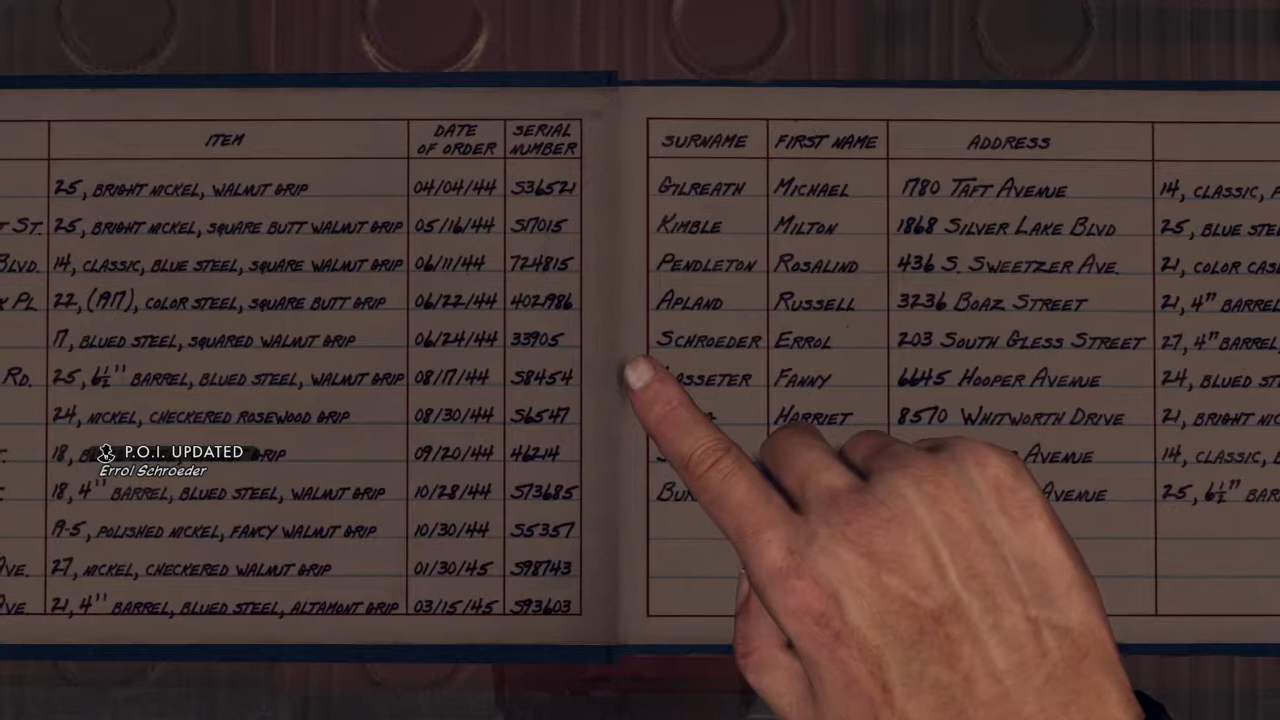 ITEM DATE OF ORDER SERIAL NUMBER
25, BRIGHT NICKEL, WALNUT GRIP 04/04/44 S36521
ST. 25, BRIGHT NICKEL, SQUARE BUTT WALNUT GRIP 05/16/44 S17015
BLVD. 14, CLASSIC, BLUE STEEL, SQUARE WALNUT GRIP 06/11/44 724815
PL 22, (1917), COLOR STEEL, SQUARE BUTT GRIP 06/22/44 402986
17, BLUED STEEL, SQUARED WALNUT GRIP 06/24/44 33905
RD. 25, 6½" BARREL, BLUED STEEL, WALNUT GRIP 08/17/44 S8454
24, NICKEL, CHECKERED ROSEWOOD GRIP 08/30/44 S6547
18, GRIP 09/20/44 46214
P.O.I. UPDATED
Errol Schroeder
18, 4" BARREL, BLUED STEEL, WALNUT GRIP 10/28/44 S73685
19-5, POLISHED NICKEL, FANCY WALNUT GRIP 10/30/44 S5357
AVE. 27, NICKEL, CHECKERED WALNUT GRIP 01/30/45 S98743
AVE. 21, 4" BARREL, BLUED STEEL, ALTAMONT GRIP 03/15/45 S93603
SURNAME FIRST NAME ADDRESS
GILREATH MICHAEL 1780 TAFT AVENUE 14, CLASSIC,
KIMBLE MILTON 1868 SILVER LAKE BLVD 25, BLUE STEEL
PENDLETON ROSALIND 436 S. SWEETZER AVE. 21, COLOR
APLAND RUSSELL 3236 BOAZ STREET 21, 4" BARREL
SCHROEDER ERROL 203 SOUTH GLESS STREET 27, 4" BARREL,
FANNY 6645 HOOPER AVENUE 24, BLUED
HARRIET 8570 WHITWORTH DRIVE 21, BRIGHT
AVENUE 14, CLASSIC,
AVENUE 25, 6½"